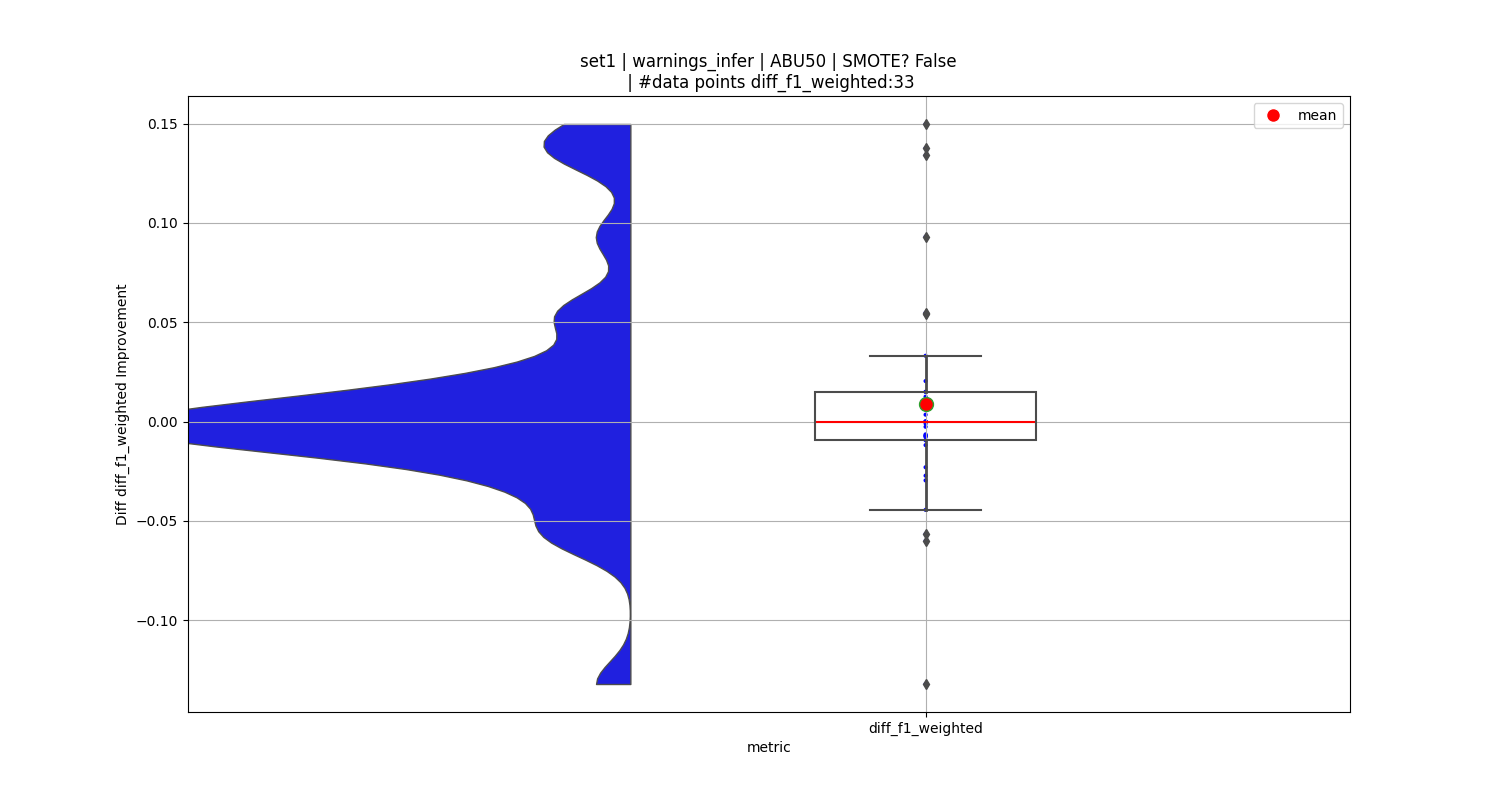 set1 | warnings_infer | ABU50 | SMOTE? False
| #data points diff_f1_weighted:33
mean
0.15
0.10
0.05
0.00
−0.05
−0.10
Diff diff_f1_weighted Improvement
diff_f1_weighted
metric